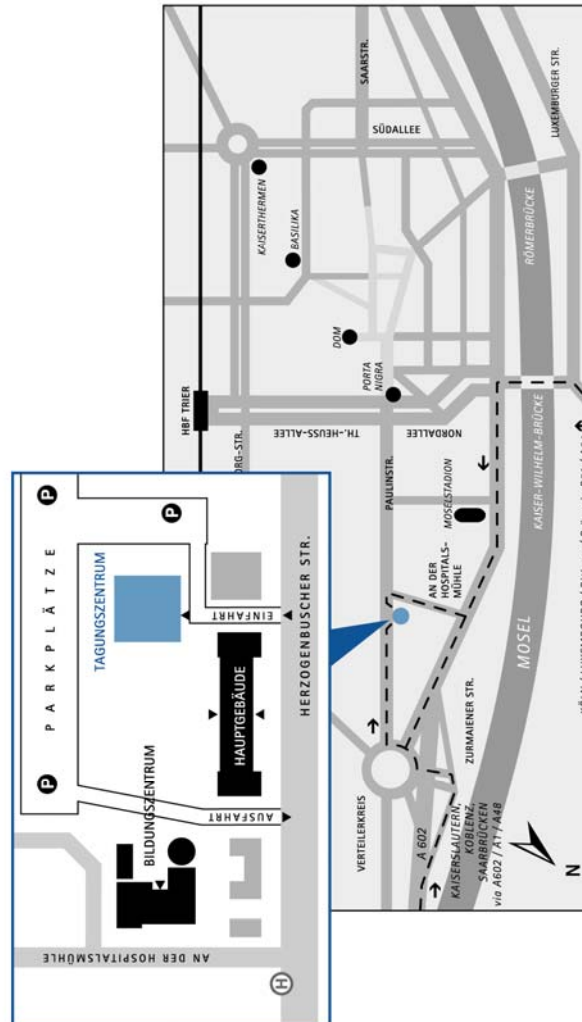 HBF TRIER
SAARSTR.
SÜDALLEE
LUXEMBURGER STR.
KAISERTHERMEN
BASILIKA
DOM
PORTA
NIGRA
RÖMERBRÜCKE
TH.-HEUSS-ALLEE
NORDALLEE
ORG-STR.
PAULINSTR.
MOSELSTADION
KAISER-WILHELM-BRÜCKE
AN DER
HOSPITALS-
MÜHLE
MOSEL
ZURMAIENER STR.
VERTEILERKREIS
A 602
KAISERSLAUTERN,
KOBLENZ,
SAARBRÜCKEN
via A602 / A1 / A48
N
PARKPLÄTZE
P
P
P
TAGUNGSZENTRUM
EINFAHRT
HAUPTGEBÄUDE
HERZOGENBUSCHER STR.
BILDUNGSZENTRUM
AUSFAHRT
AN DER HOSPITALSMÜHLE
H